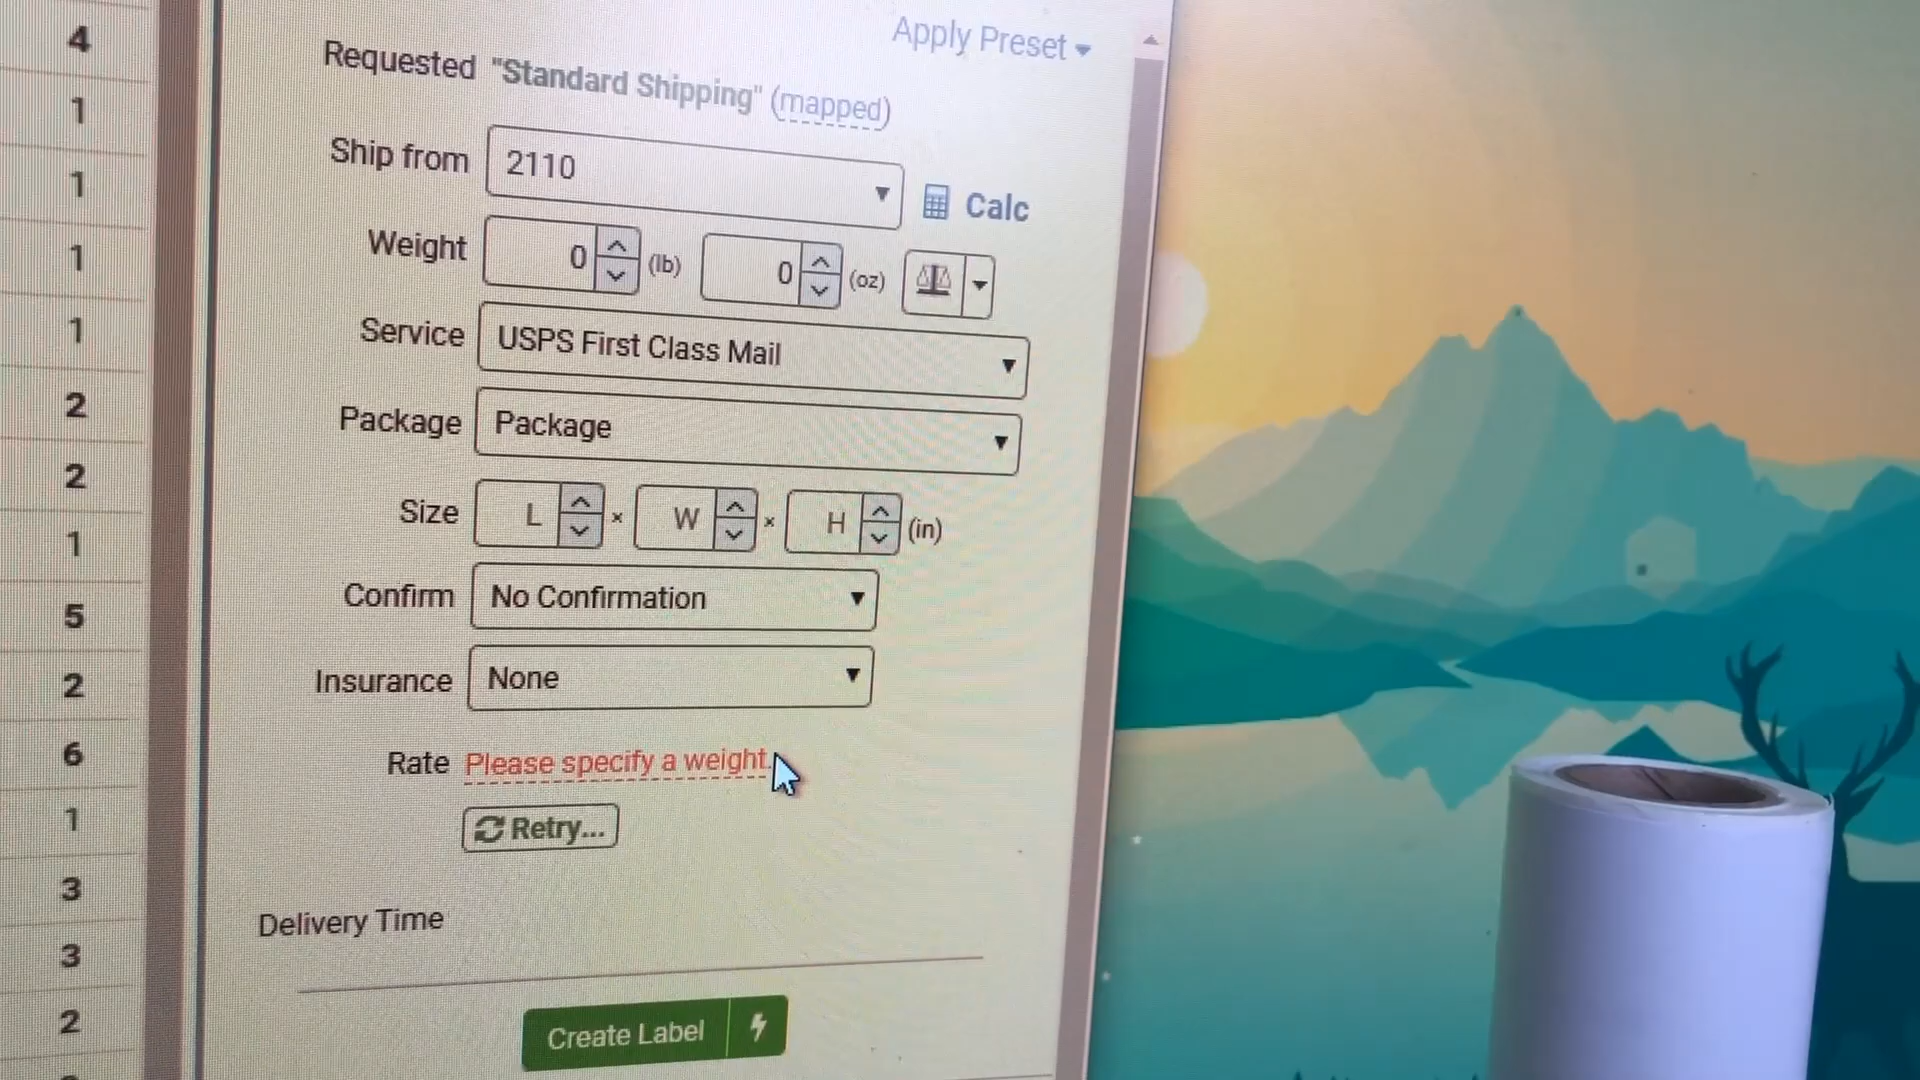 4
1
1
1
1
2
2
1
5
2
6
1
3
3
2
Apply Preset
Requested "Standard Shipping" (mapped)
Ship from 2110
Calc
Weight 0 (lb) 0 (oz)
Service USPS First Class Mail
Package Package
Size L × W × H (in)
Confirm No Confirmation
Insurance None
Rate Please specify a weight.
Retry...
Delivery Time
Create Label